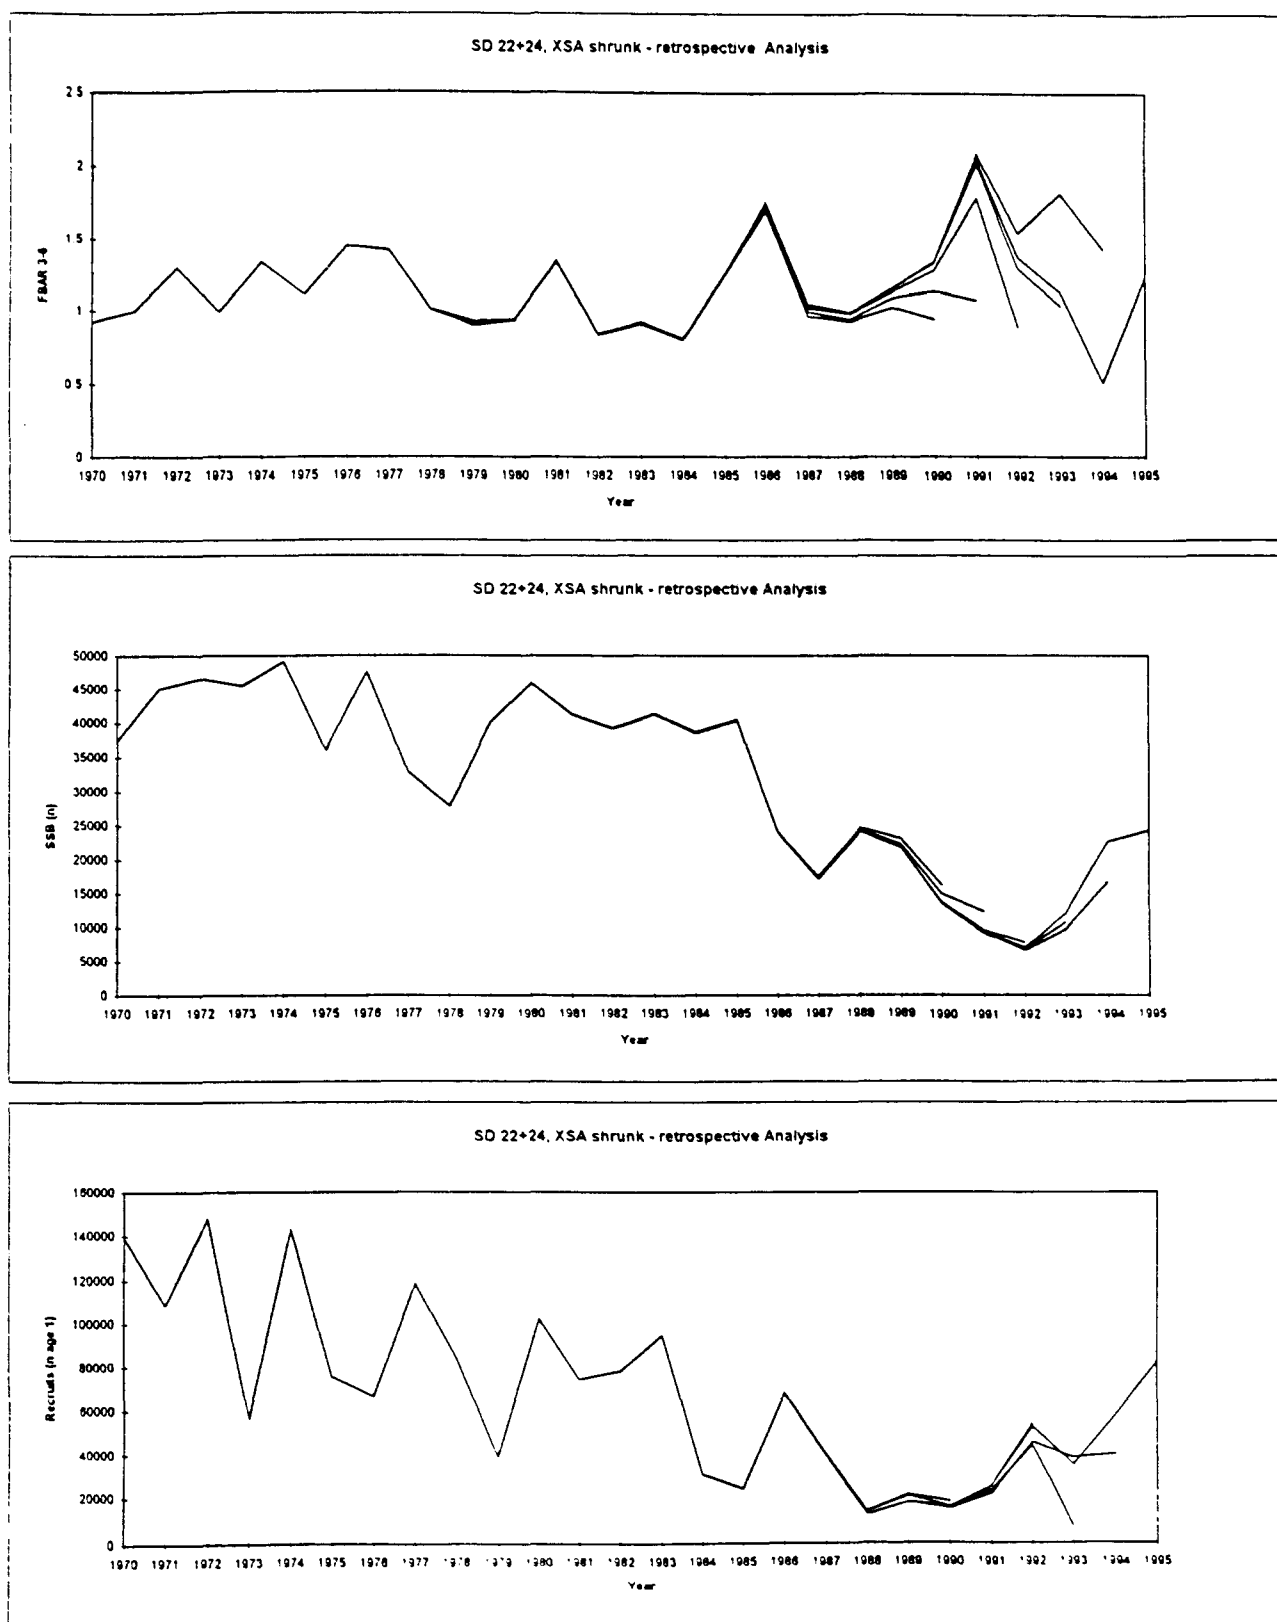 SD 22+24, XSA shrunk - retrospective Analysis
2 5
2
1.5
1
0 5
0
FBAR 3-6
1970 1971 1972 1973 1974 1975 1976 1977 1978 1979 1980 1981 1982 1983 1984 1985 1986 1987 1988 1989 1990 1991 1992 1993 1994 1995
Year
SD 22+24, XSA shrunk - retrospective Analysis
50000
45000
40000
35000
30000
25000
20000
15000
10000
5000
0
SSB (n)
1970 1971 1972 1973 1974 1975 1976 1977 1978 1979 1980 1981 1982 1983 1984 1985 1986 1987 1988 1989 1990 1991 1992 1993 1994 1995
Year
SD 22+24, XSA shrunk - retrospective Analysis
160000
140000
120000
100000
80000
60000
40000
20000
0
Recruits (n age 1)
1970 1971 1972 1973 1974 1975 1976 1977 1978 1979 1980 1981 1982 1983 1984 1985 1986 1987 1988 1989 1990 1991 1992 1993 1994 1995
Year